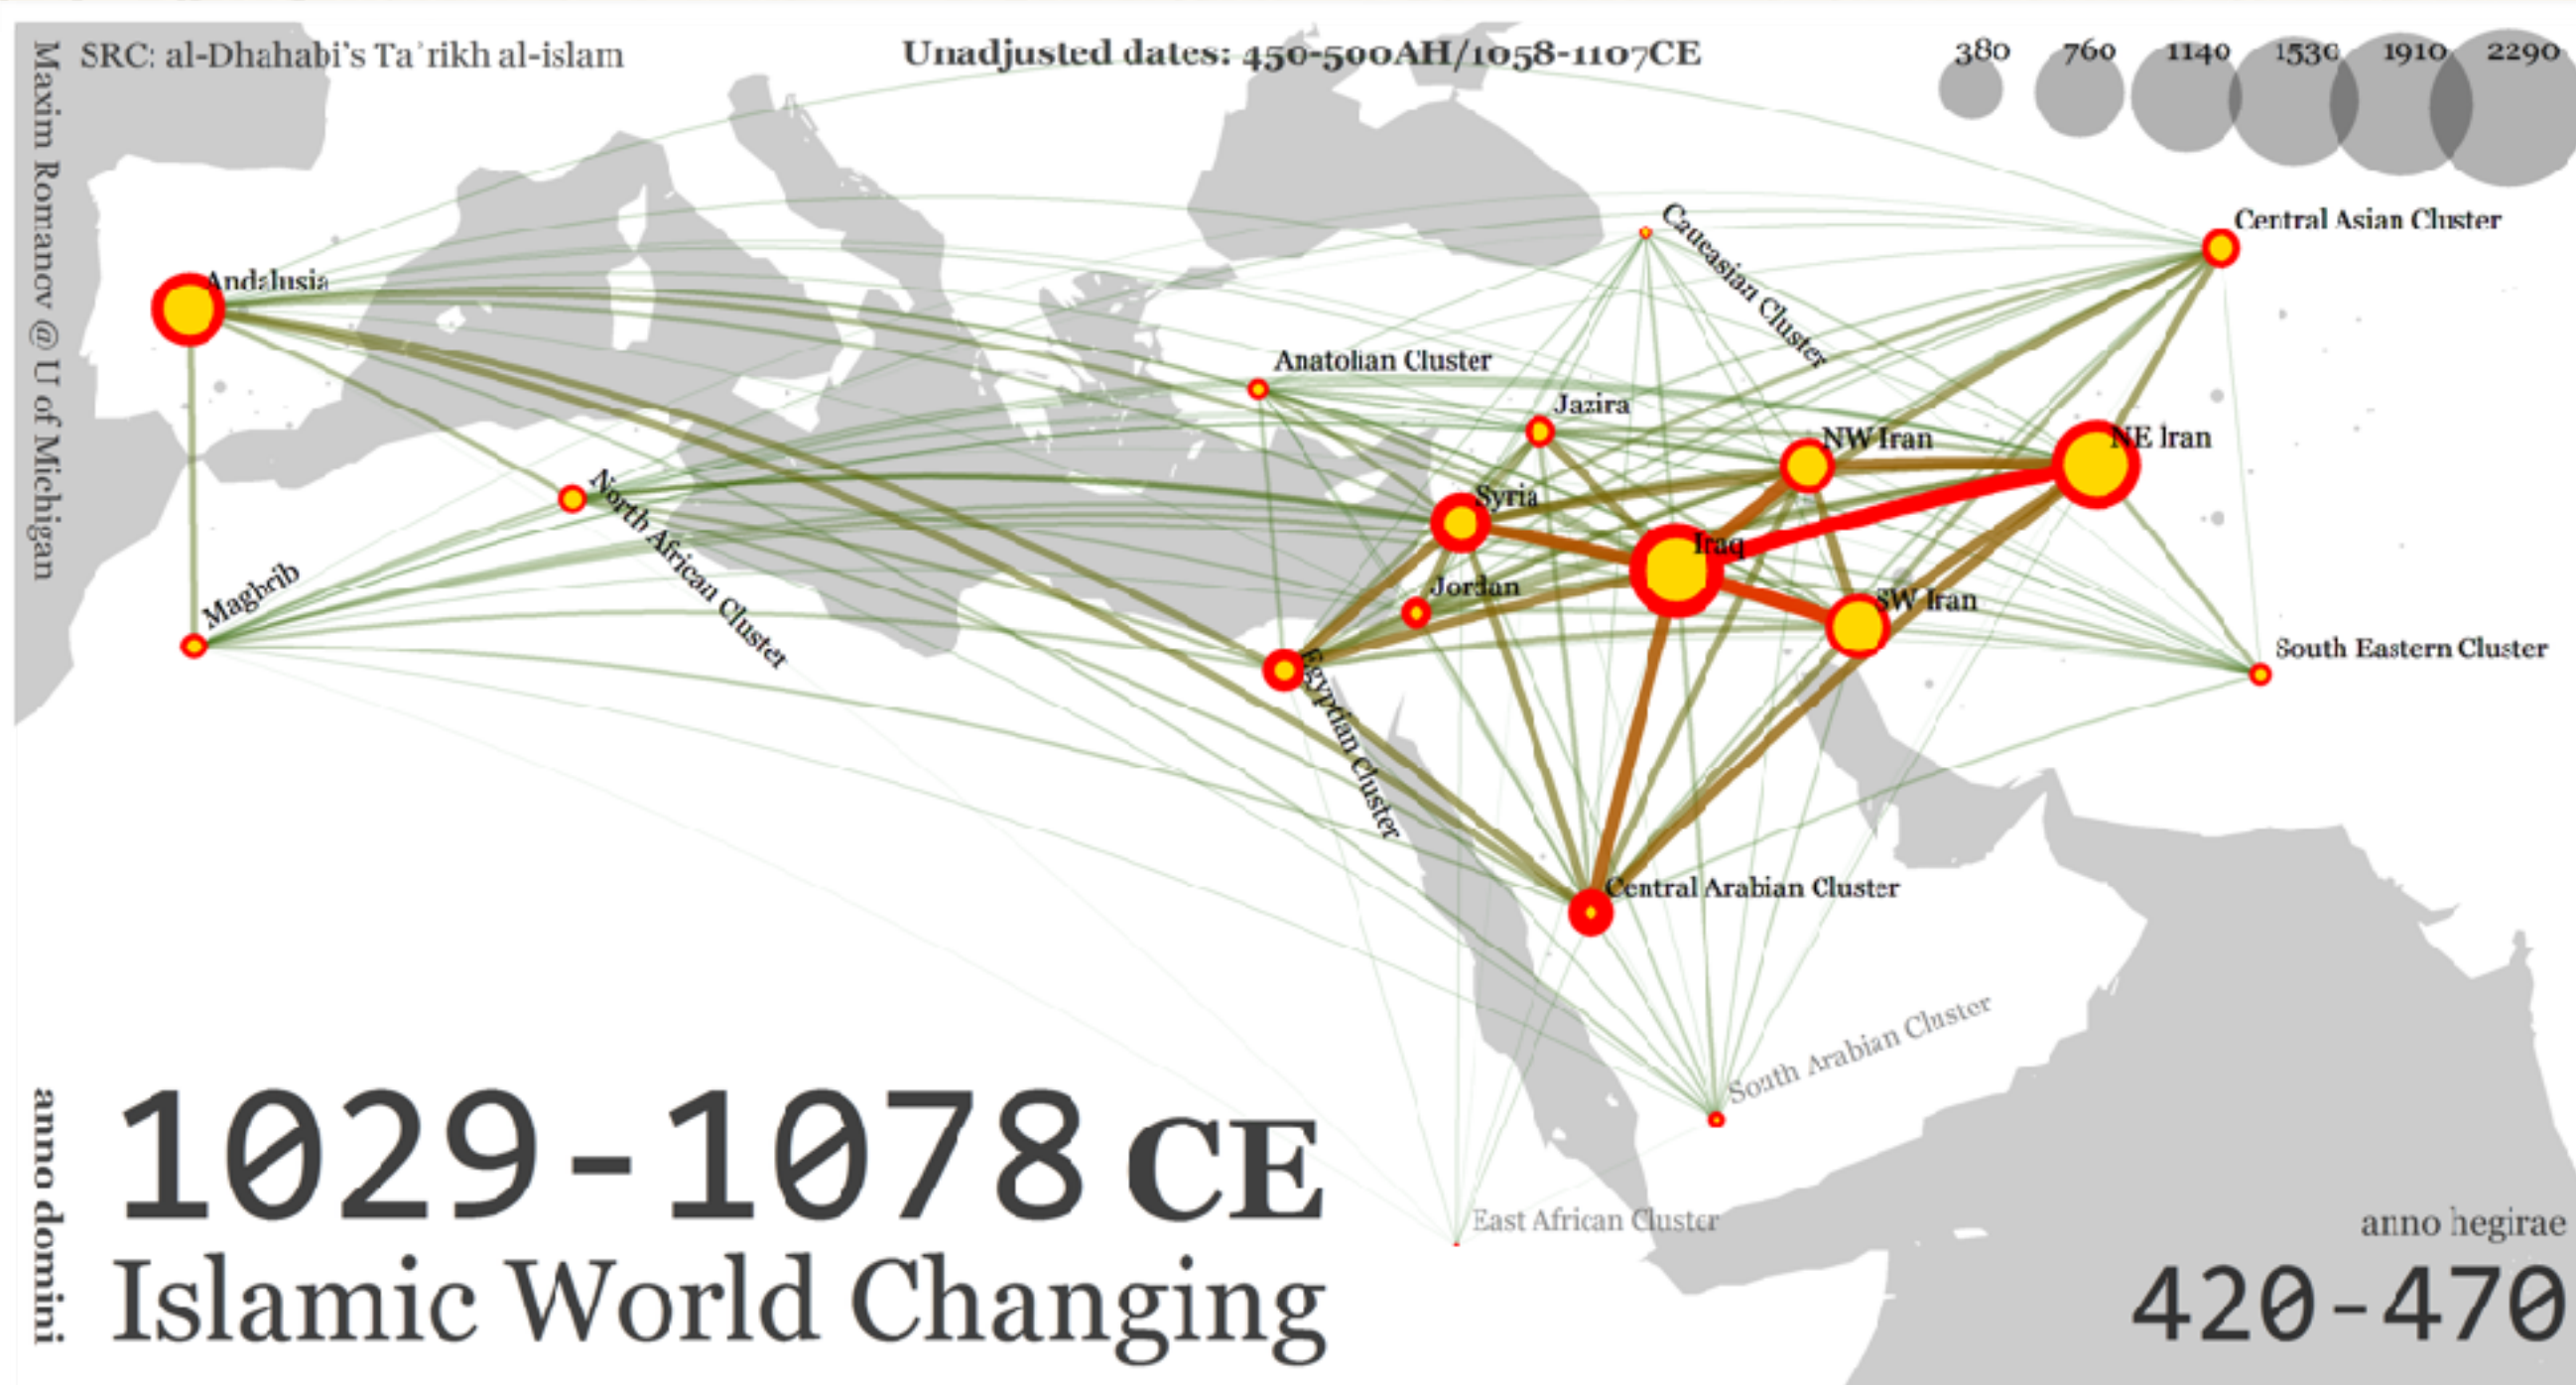 SRC: al-Dhahabi's Taʾrikh al-islam
Unadjusted dates: 450-500AH/1058-1107CE
380 760 1140 1530 1910 2290
Maxim Romanov @ U of Michigan
Central Asian Cluster
Caucasian Cluster
Andalusia
Anatolian Cluster
Jazira
NW Iran
NE Iran
North African Cluster
Syria
Iraq
Jordan
SW Iran
Maghrib
Egyptian Cluster
South Eastern Cluster
Central Arabian Cluster
South Arabian Cluster
East African Cluster
anno domini
1029-1078 CE
Islamic World Changing
anno hegirae
420-470